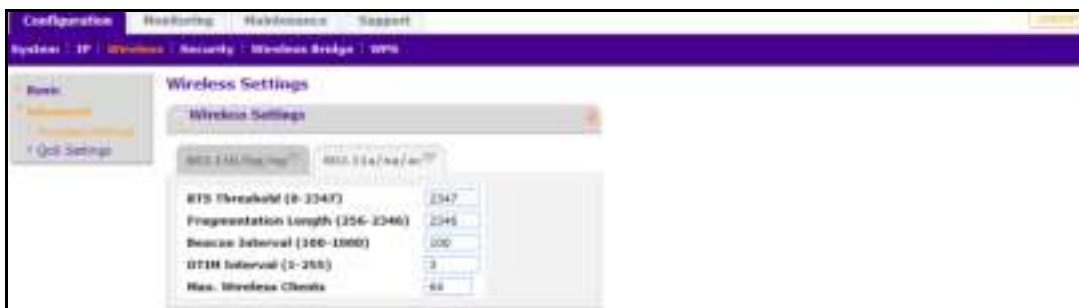 Configuration Monitoring Maintenance Support
System IP Wireless Security Wireless Bridge WPS
Basic
Advanced
QoS Settings
Wireless Settings
Wireless Settings
802.11a/na/ac
RTS Threshold (0-2347) 2347
Fragmentation Length (256-2346) 2346
Beacon Interval (100-1000) 100
DTIM Interval (1-255) 3
Max. Wireless Clients 64